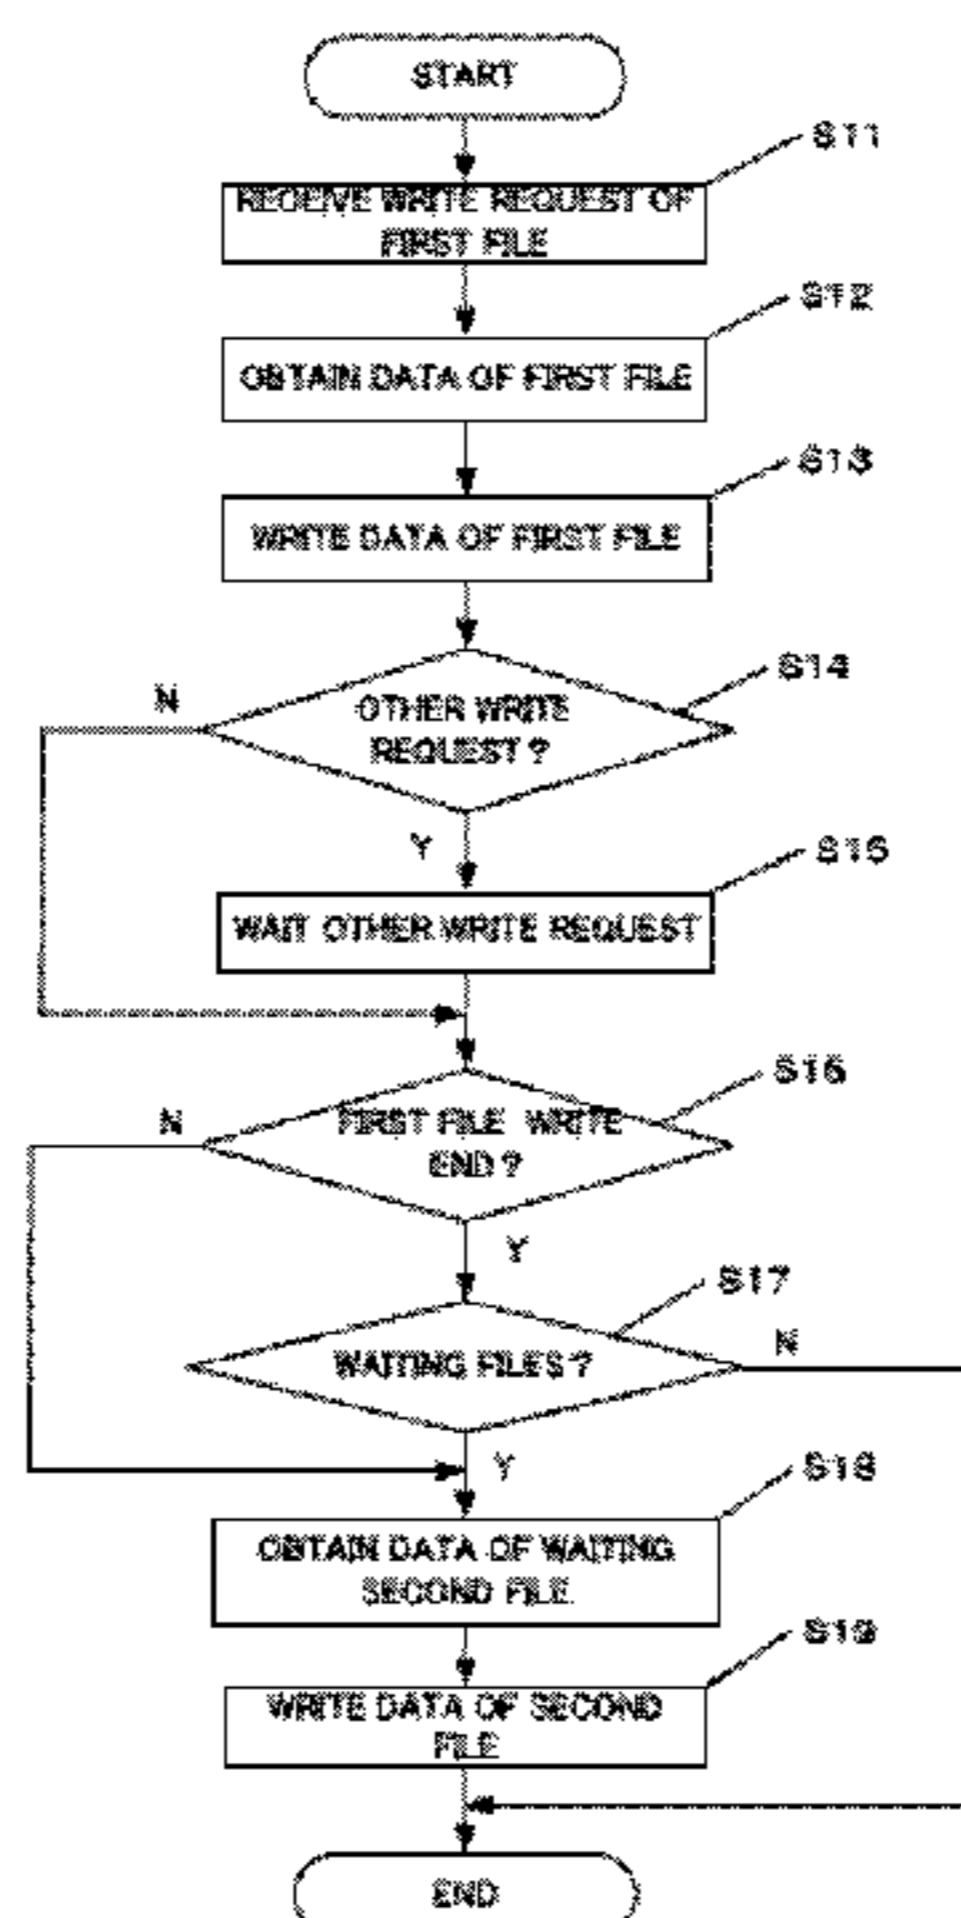 START
S11
RECEIVE WRITE REQUEST OF
FIRST FILE
S12
OBTAIN DATA OF FIRST FILE
S13
WRITE DATA OF FIRST FILE
S14
N
OTHER WRITE
REQUEST ?
Y
S15
WAIT OTHER WRITE REQUEST
S16
N
FIRST FILE WRITE
END ?
Y
S17
N
WAITING FILES ?
Y
S18
OBTAIN DATA OF WAITING
SECOND FILE
S19
WRITE DATA OF SECOND
FILE
END